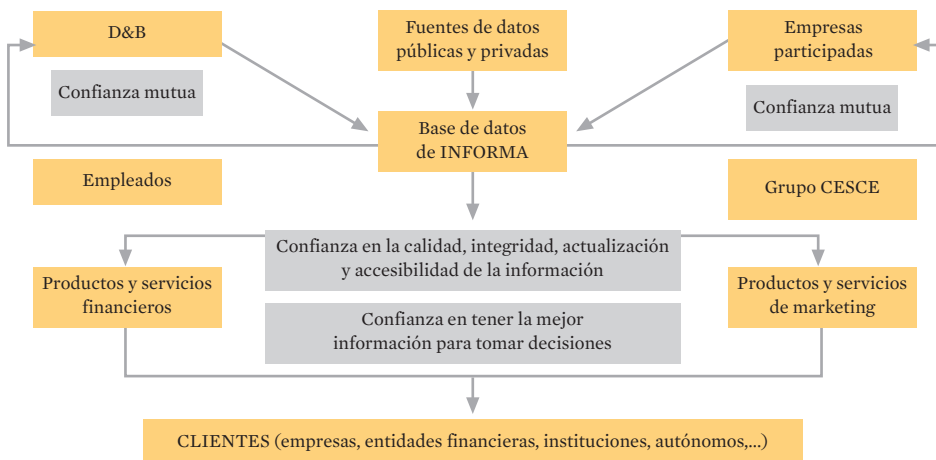 D&B
Fuentes de datos
públicas y privadas
Empresas
participadas
Confianza mutua
Confianza mutua
Base de datos
de INFORMA
Empleados
Grupo CESCE
Confianza en la calidad, integridad, actualización
y accesibilidad de la información
Productos y servicios
financieros
Productos y servicios
de marketing
Confianza en tener la mejor
información para tomar decisiones
CLIENTES (empresas, entidades financieras, instituciones, autónomos,...)